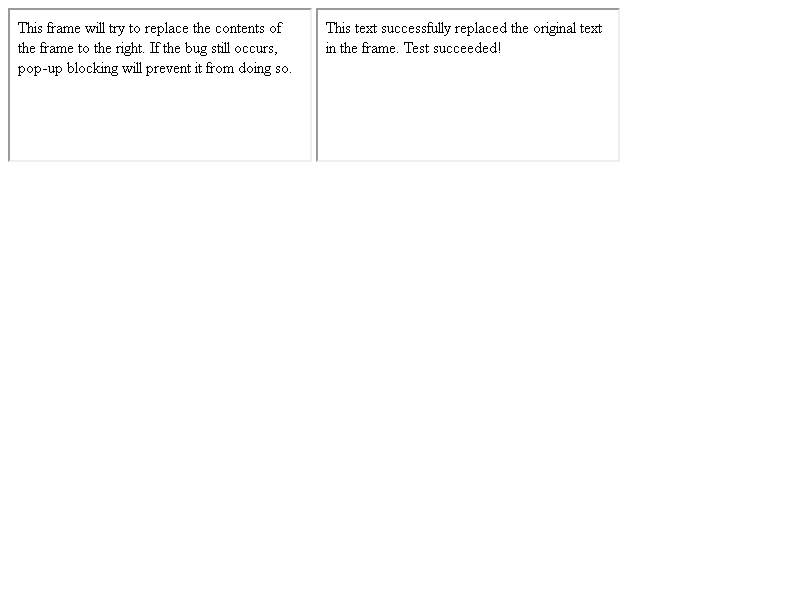 This frame will try to replace the contents of
the frame to the right. If the bug still occurs,
pop-up blocking will prevent it from doing so.
This text successfully replaced the original text
in the frame. Test succeeded!